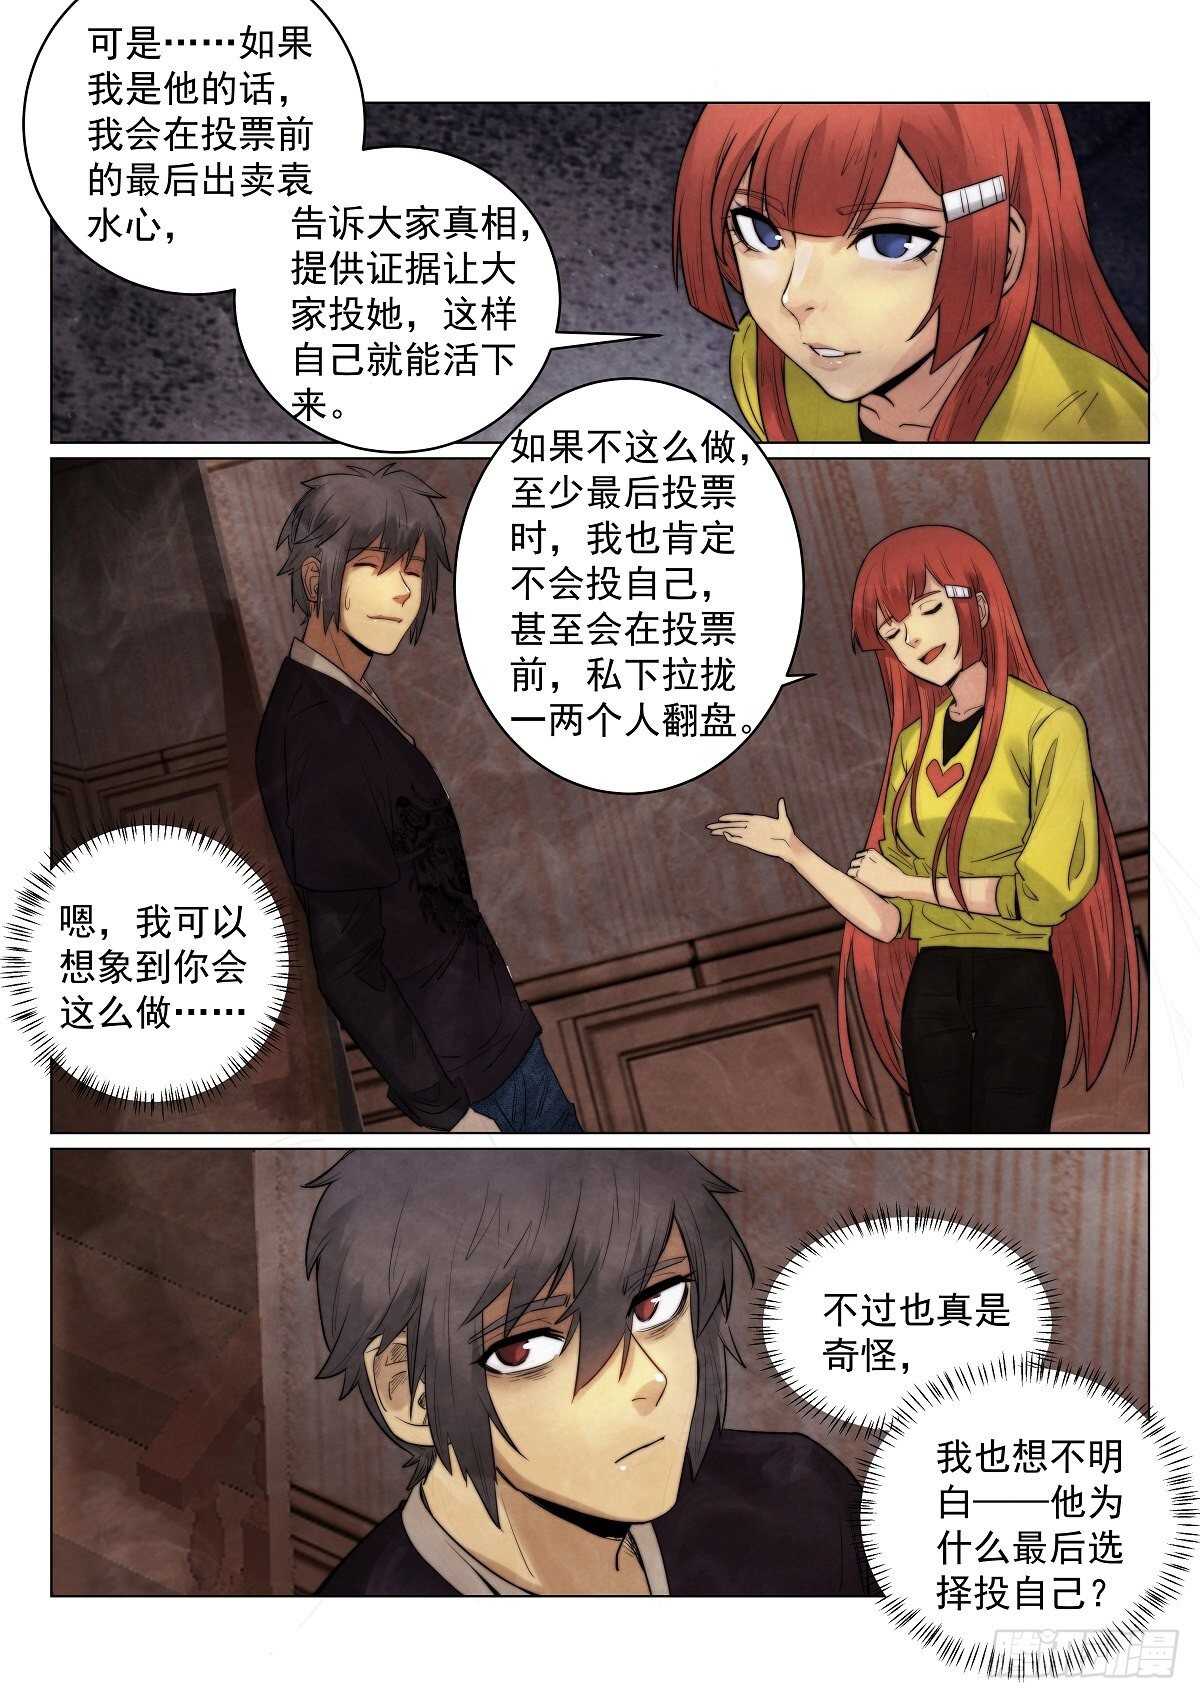 可是……如果
我是他的话，
我会在投票前
的最后出卖袁
水心，
告诉大家真相，
提供证据让大
家投她，这样
自己就能活下
来。
如果不这么做，
至少最后投票
时，我也肯定
不会投自己，
甚至会在投票
前，私下拉拢
一两个人翻盘。
嗯，我可以
想象到你会
这么做……
不过也真是
奇怪，
我也想不明
白——他为
什么最后选
择投自己？
腾讯动漫